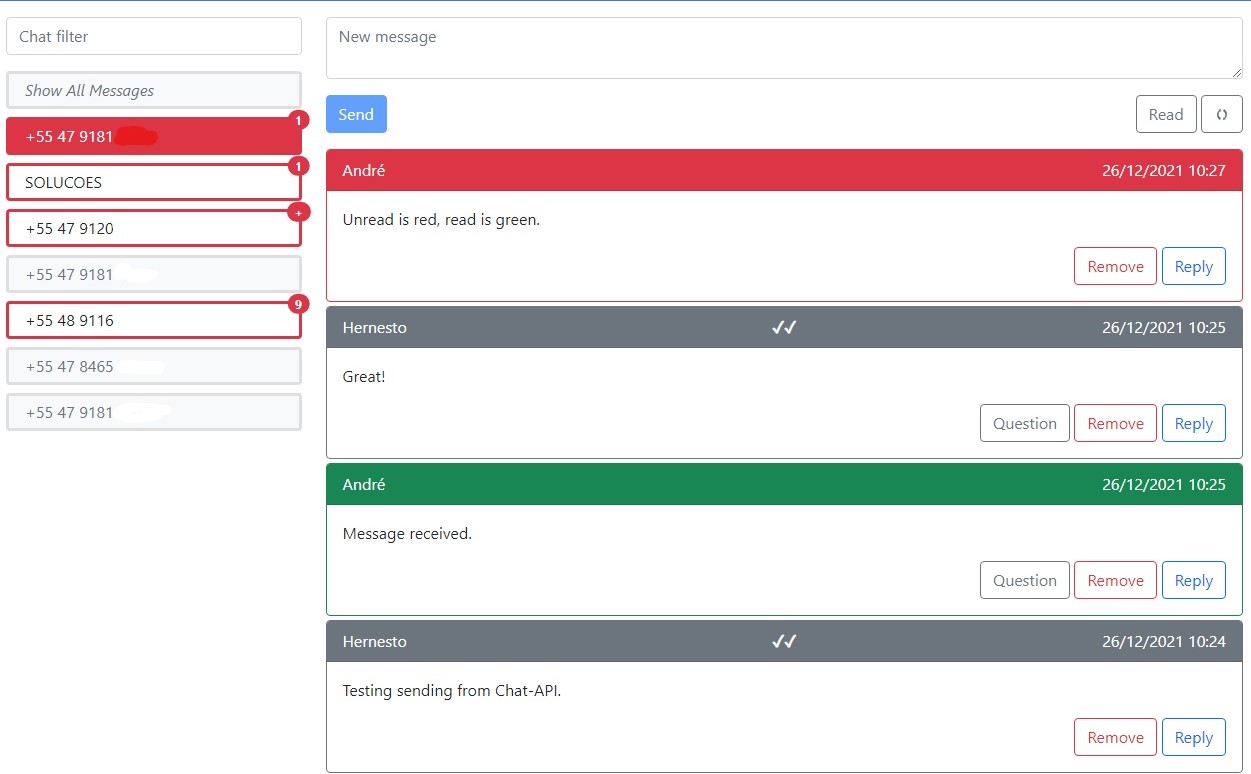 Chat filter
Show All Messages
+55 47 9181
1
SOLUCOES
1
+55 47 9120
+
+55 47 9181
+55 48 9116
9
+55 47 8465
+55 47 9181
New message
Send
Read
André 26/12/2021 10:27
Unread is red, read is green.
Remove Reply
Hernesto 26/12/2021 10:25
Great!
Question Remove Reply
André 26/12/2021 10:25
Message received.
Question Remove Reply
Hernesto 26/12/2021 10:24
Testing sending from Chat-API.
Remove Reply